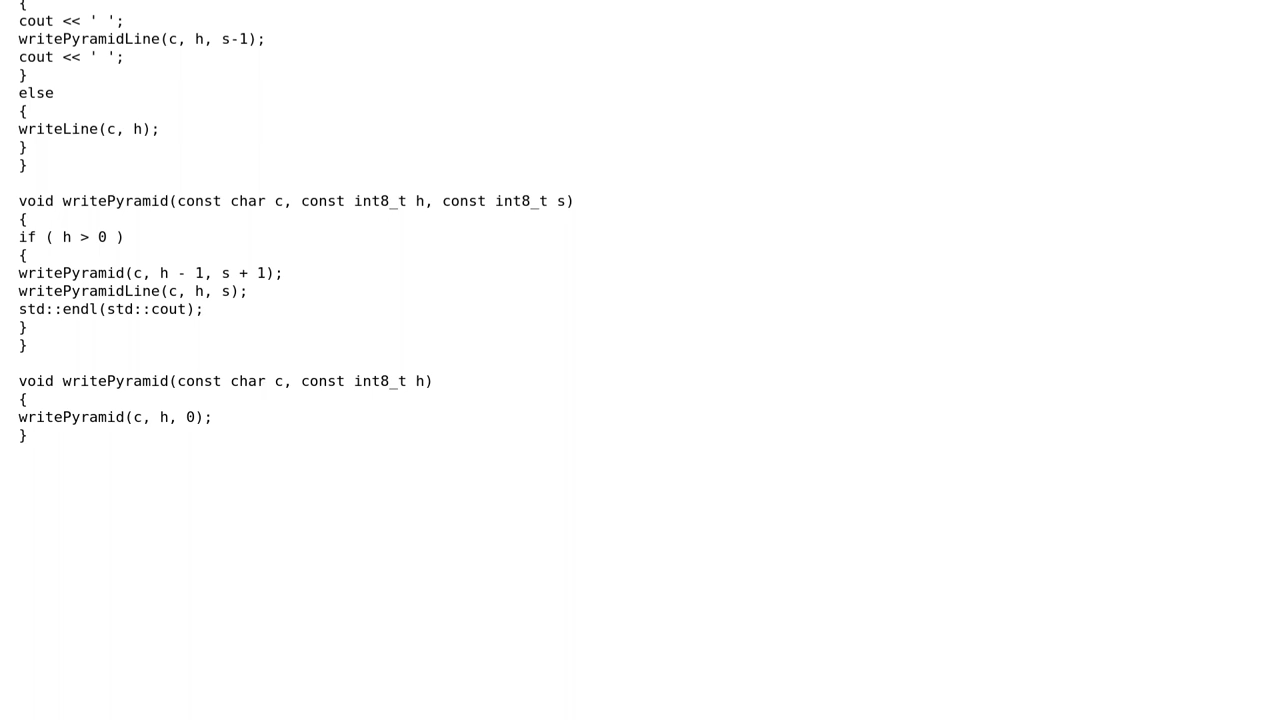 {
cout << ' ';
writePyramidLine(c, h, s-1);
cout << ' ';
}
else
{
writeLine(c, h);
}
}

void writePyramid(const char c, const int8_t h, const int8_t s)
{
if ( h > 0 )
{
writePyramid(c, h - 1, s + 1);
writePyramidLine(c, h, s);
std::endl(std::cout);
}
}

void writePyramid(const char c, const int8_t h)
{
writePyramid(c, h, 0);
}